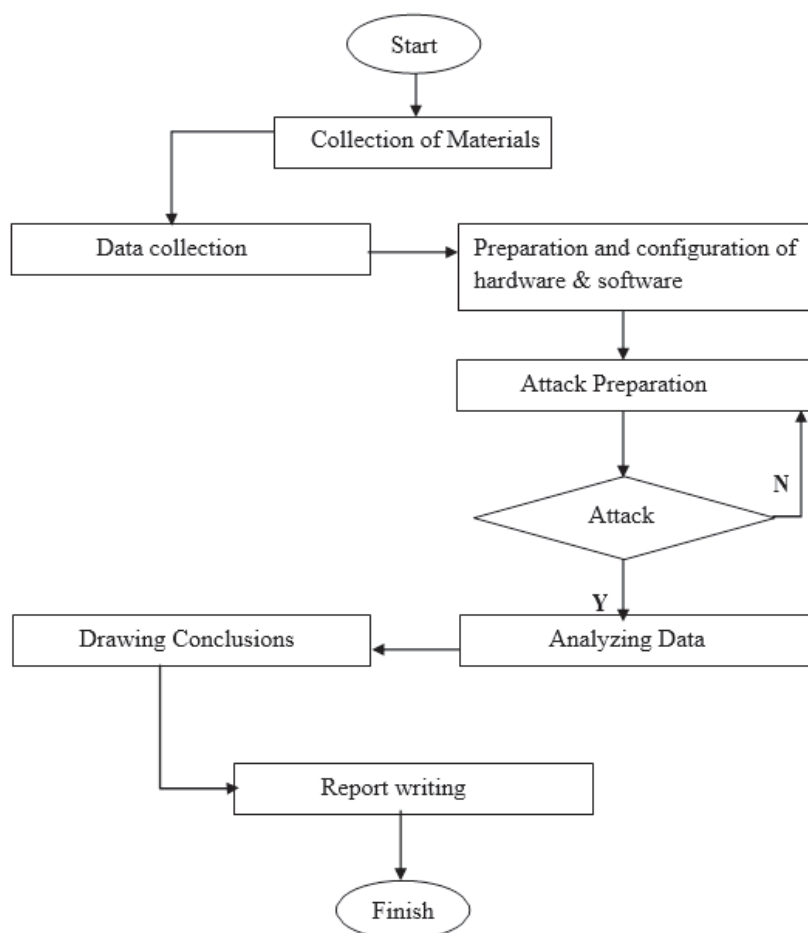 Start
Collection of Materials
Data collection
Preparation and configuration of
hardware & software
Attack Preparation
N
Attack
Y
Analyzing Data
Drawing Conclusions
Report writing
Finish